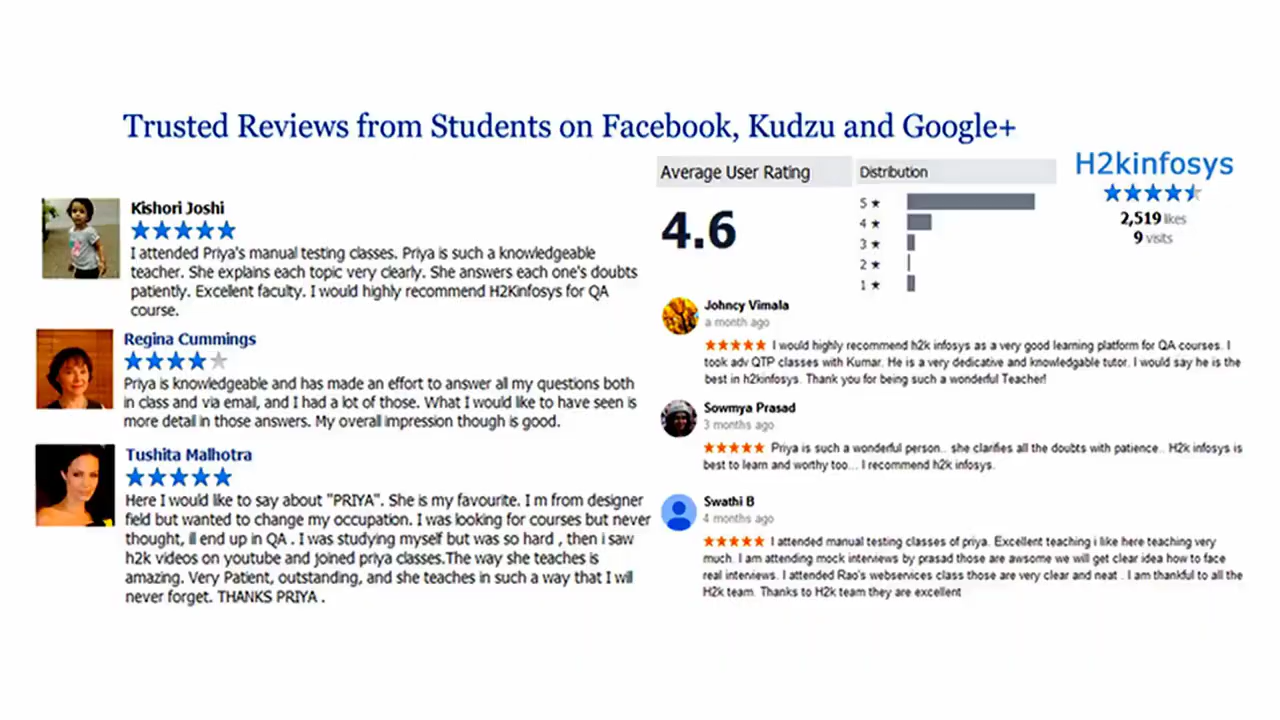 Trusted Reviews from Students on Facebook, Kudzu and Google+
Kishori Joshi
I attended Priya's manual testing classes. Priya is such a knowledgeable
teacher. She explains each topic very clearly. She answers each one's doubts
patiently. Excellent faculty. I would highly recommend H2Kinfosys for QA
course.
Regina Cummings
Priya is knowledgeable and has made an effort to answer all my questions both
in class and via email, and I had a lot of those. What I would like to have seen is
more detail in those answers. My overall impression though is good.
Tushita Malhotra
Here I would like to say about "PRIYA". She is my favourite. I m from designer
field but wanted to change my occupation. I was looking for courses but never
thought, ill end up in QA . I was studying myself but was so hard , then i saw
h2k videos on youtube and joined priya classes.The way she teaches is
amazing. Very Patient, outstanding, and she teaches in such a way that I will
never forget. THANKS PRIYA .
Average User Rating
4.6
Distribution
5 ★
4 ★
3 ★
2 ★
1 ★
H2kinfosys
2,519 likes
9 visits
Johncy Vimala
a month ago
I would highly recommend h2k infosys as a very good learning platform for QA courses. I
took adv QTP classes with Kumar. He is a very dedicative and knowledgable tutor. I would say he is the
best in h2kinfosys. Thank you for being such a wonderful Teacher!
Sowmya Prasad
3 months ago
Priya is such a wonderful person.. she clarifies all the doubts with patience.. H2k infosys is
best to learn and worthy too... I recommend h2k infosys.
Swathi B
4 months ago
I attended manual testing classes of priya. Excellent teaching i like here teaching very
much. I am attending mock interviews by prasad those are awsome we will get clear idea how to face
real interviews. I attended Rao's webservices class those are very clear and neat . I am thankful to all the
H2k team. Thanks to H2k team they are excellent